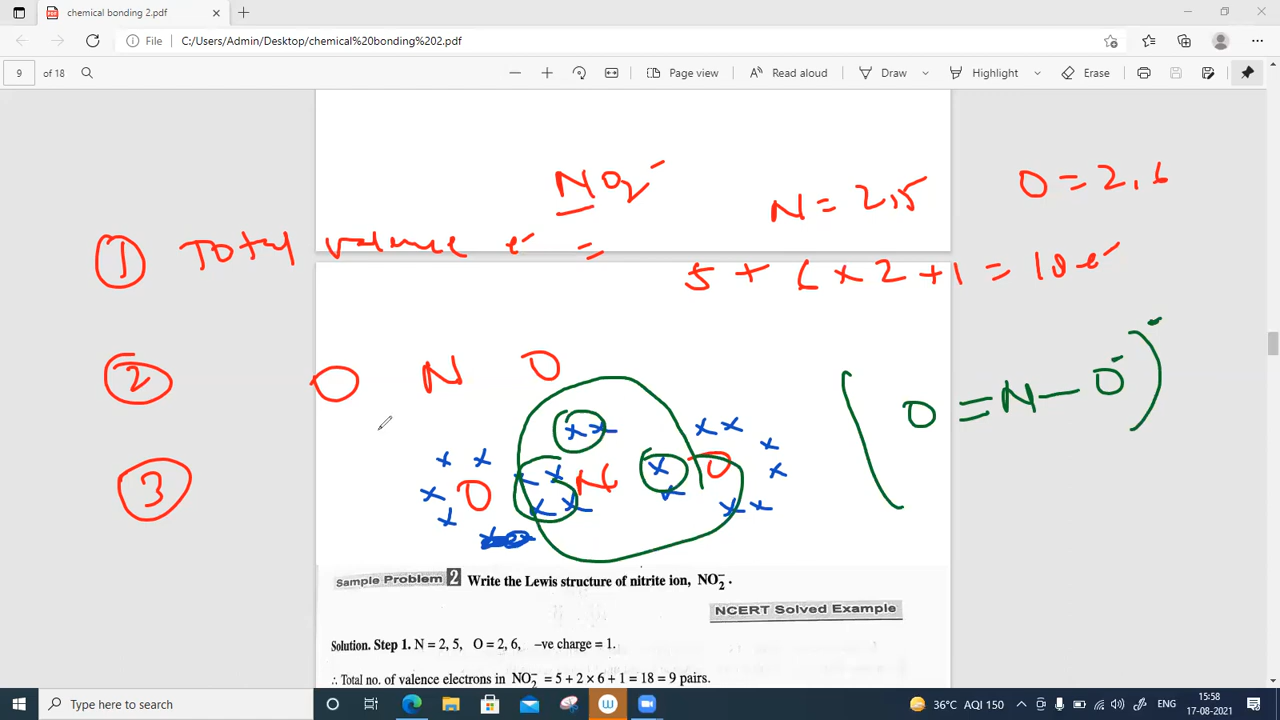 chemical bonding 2.pdf
File C:/Users/Admin/Desktop/chemical%20bonding%202.pdf
9 of 18 Page view Read aloud Draw Highlight Erase
NO2-
N = 2,5
O = 2,6
① Total valence e- =
5 + 6 × 2 + 1 = 18 e-
② O N O
(O = N — O-)-
③
× × × × × ×
× × × × × ×
× O × × N × O ×
× × × × × ×
Sample Problem 2 Write the Lewis structure of nitrite ion, NO2-.
NCERT Solved Example
Solution. Step 1. N = 2, 5, O = 2, 6, –ve charge = 1.
∴ Total no. of valence electrons in NO2- = 5 + 2 × 6 + 1 = 18 = 9 pairs.
Type here to search
36°C AQI 150
15:58
17-08-2021